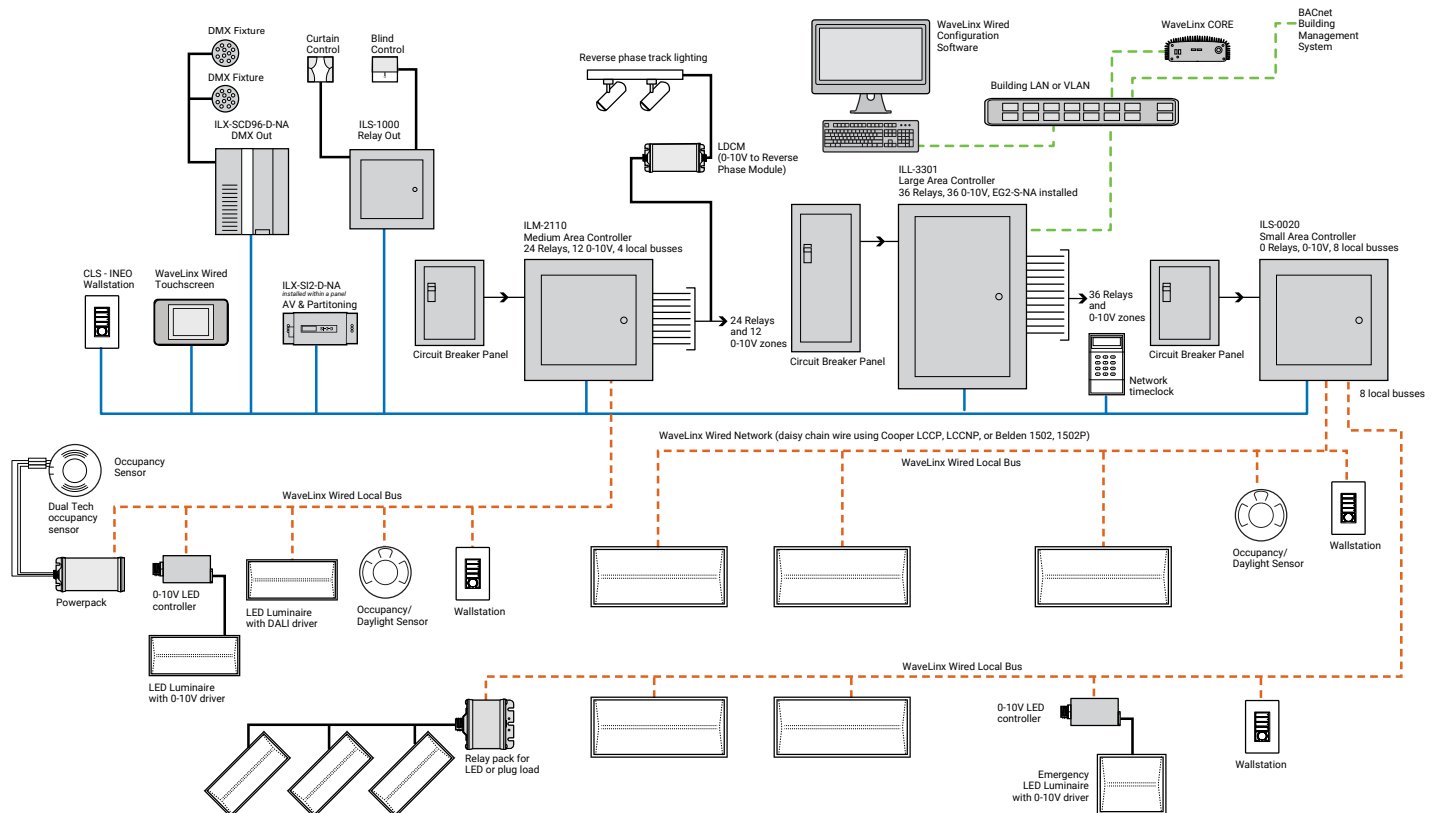 DMX Fixture
DMX Fixture
ILX-SCD96-D-NA
DMX Out
Curtain
Control
Blind
Control
ILS-1000
Relay Out
Reverse phase track lighting
LDCM
(0-10V to Reverse
Phase Module)
WaveLinx Wired
Configuration
Software
WaveLinx CORE
BACnet
Building
Management
System
Building LAN or VLAN
ILL-3301
Large Area Controller
36 Relays, 36 0-10V, EG2-S-NA installed
ILM-2110
Medium Area Controller
24 Relays, 12 0-10V, 4 local busses
ILS-0020
Small Area Controller
0 Relays, 0-10V, 8 local busses
CLS - INEO
Wallstation
WaveLinx Wired
Touchscreen
ILX-SI2-D-NA
installed within a panel
AV & Partitoning
Circuit Breaker Panel
24 Relays
and 12
0-10V zones
Circuit Breaker Panel
36 Relays
and
0-10V zones
Network
timeclock
Circuit Breaker Panel
8 local busses
WaveLinx Wired Network (daisy chain wire using Cooper LCCP, LCCNP, or Belden 1502, 1502P)
WaveLinx Wired Local Bus
Occupancy
Sensor
Dual Tech
occupancy
sensor
WaveLinx Wired Local Bus
Powerpack
0-10V LED
controller
LED Luminaire
with DALI driver
Occupancy/
Daylight Sensor
Wallstation
LED Luminaire
with 0-10V driver
Occupancy/
Daylight Sensor
Wallstation
WaveLinx Wired Local Bus
Relay pack for
LED or plug load
0-10V LED
controller
Emergency
LED Luminaire
with 0-10V driver
Wallstation